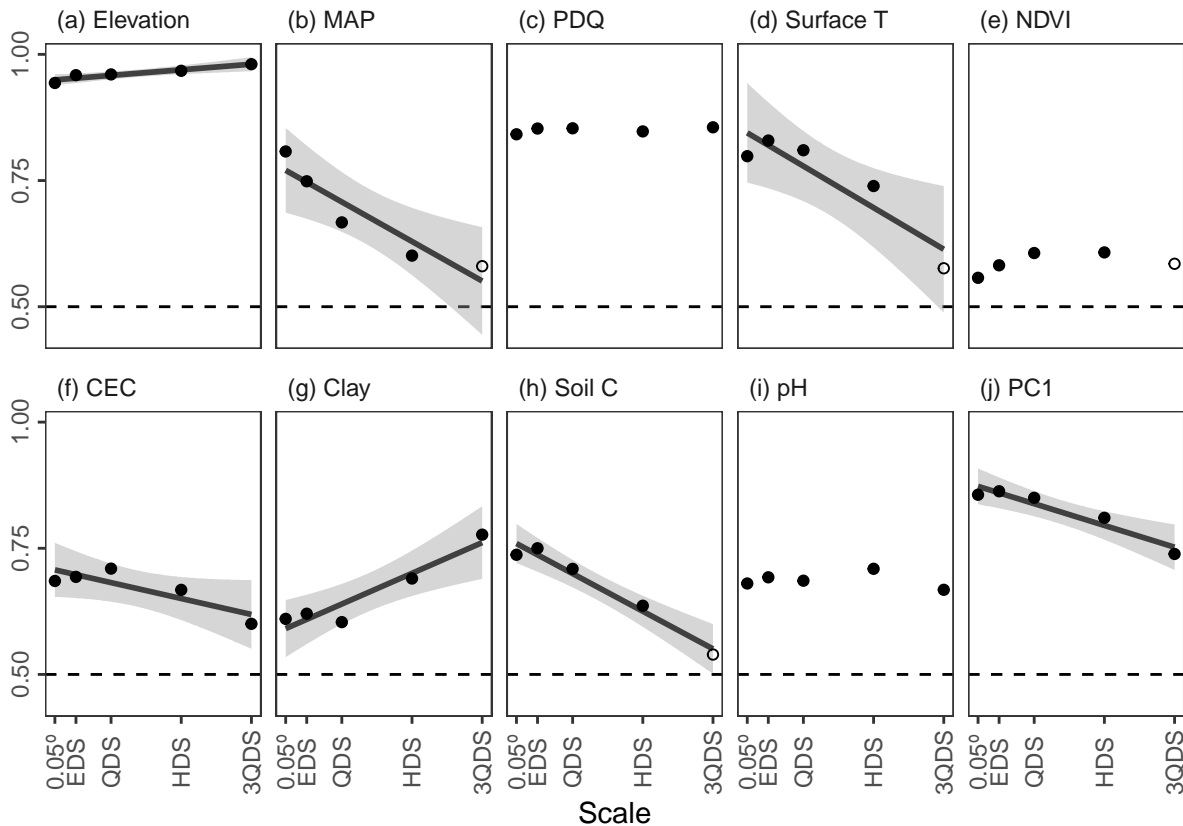 (a) Elevation (b) MAP (c) PDQ (d) Surface T (e) NDVI
1.00
0.75
0.50
(f) CEC (g) Clay (h) Soil C (i) pH (j) PC1
1.00
0.75
0.50
0.05º EDS QDS HDS 3QDS 0.05º EDS QDS HDS 3QDS 0.05º EDS QDS HDS 3QDS 0.05º EDS QDS HDS 3QDS 0.05º EDS QDS HDS 3QDS
Scale